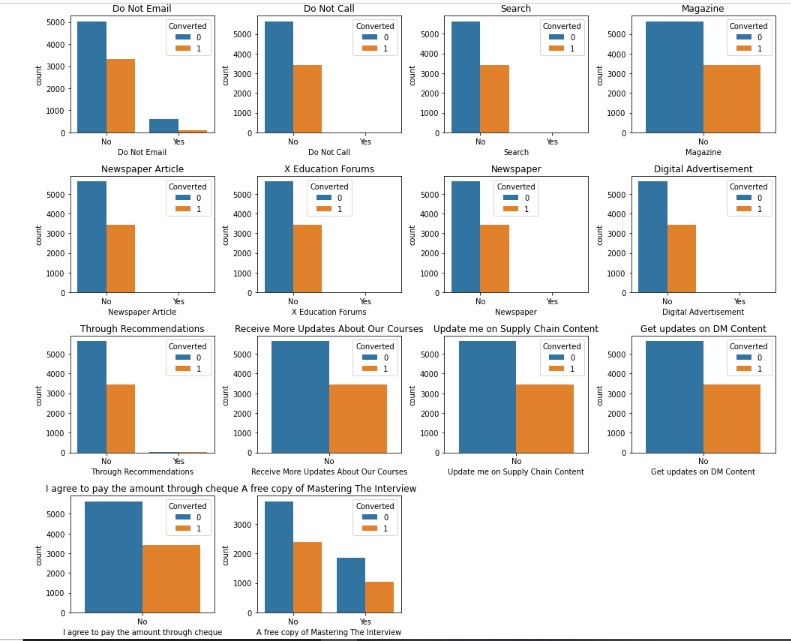 Do Not Email
Do Not Call
Search
Magazine
5000
4000
3000
2000
1000
0
count
Converted
0
1
No
Yes
Do Not Email
5000
4000
3000
2000
1000
0
count
Converted
0
1
No
Yes
Do Not Call
5000
4000
3000
2000
1000
0
count
Converted
0
1
No
Yes
Search
5000
4000
3000
2000
1000
0
count
Converted
0
1
No
Magazine
Newspaper Article
X Education Forums
Newspaper
Digital Advertisement
5000
4000
3000
2000
1000
0
count
Converted
0
1
No
Yes
Newspaper Article
5000
4000
3000
2000
1000
0
count
Converted
0
1
No
Yes
X Education Forums
5000
4000
3000
2000
1000
0
count
Converted
0
1
No
Yes
Newspaper
5000
4000
3000
2000
1000
0
count
Converted
0
1
No
Yes
Digital Advertisement
Through Recommendations
Receive More Updates About Our Courses
Update me on Supply Chain Content
Get updates on DM Content
5000
4000
3000
2000
1000
0
count
Converted
0
1
No
Yes
Through Recommendations
5000
4000
3000
2000
1000
0
count
Converted
0
1
No
Receive More Updates About Our Courses
5000
4000
3000
2000
1000
0
count
Converted
0
1
No
Update me on Supply Chain Content
5000
4000
3000
2000
1000
0
count
Converted
0
1
No
Get updates on DM Content
I agree to pay the amount through cheque
A free copy of Mastering The Interview
5000
4000
3000
2000
1000
0
count
Converted
0
1
No
I agree to pay the amount through cheque
3000
2000
1000
0
count
Converted
0
1
No
Yes
A free copy of Mastering The Interview